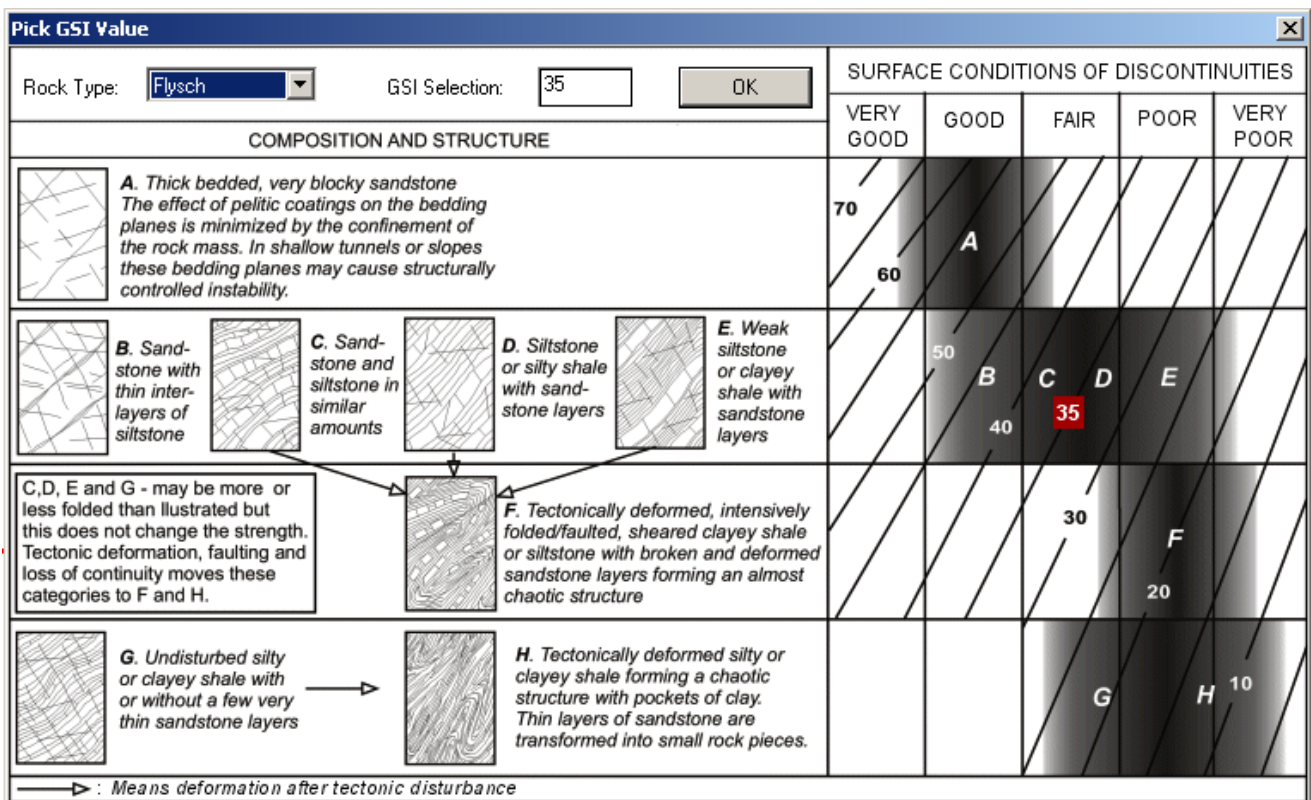 Pick GSI Value
Rock Type:
Flysch
GSI Selection:
35
OK
SURFACE CONDITIONS OF DISCONTINUITIES
VERY
GOOD
GOOD
FAIR
POOR
VERY
POOR
COMPOSITION AND STRUCTURE
A. Thick bedded, very blocky sandstone
The effect of pelitic coatings on the bedding
planes is minimized by the confinement of
the rock mass. In shallow tunnels or slopes
these bedding planes may cause structurally
controlled instability.
70
60
A
B. Sand-
stone with
thin inter-
layers of
siltstone
C. Sand-
stone and
siltstone in
similar
amounts
D. Siltstone
or silty shale
with sand-
stone layers
E. Weak
siltstone
or clayey
shale with
sandstone
layers
50
B
C
D
E
40
35
C,D, E and G - may be more or
less folded than llustrated but
this does not change the strength.
Tectonic deformation, faulting and
loss of continuity moves these
categories to F and H.
F. Tectonically deformed, intensively
folded/faulted, sheared clayey shale
or siltstone with broken and deformed
sandstone layers forming an almost
chaotic structure
30
F
20
G. Undisturbed silty
or clayey shale with
or without a few very
thin sandstone layers
H. Tectonically deformed silty or
clayey shale forming a chaotic
structure with pockets of clay.
Thin layers of sandstone are
transformed into small rock pieces.
G
H
10
: Means deformation after tectonic disturbance